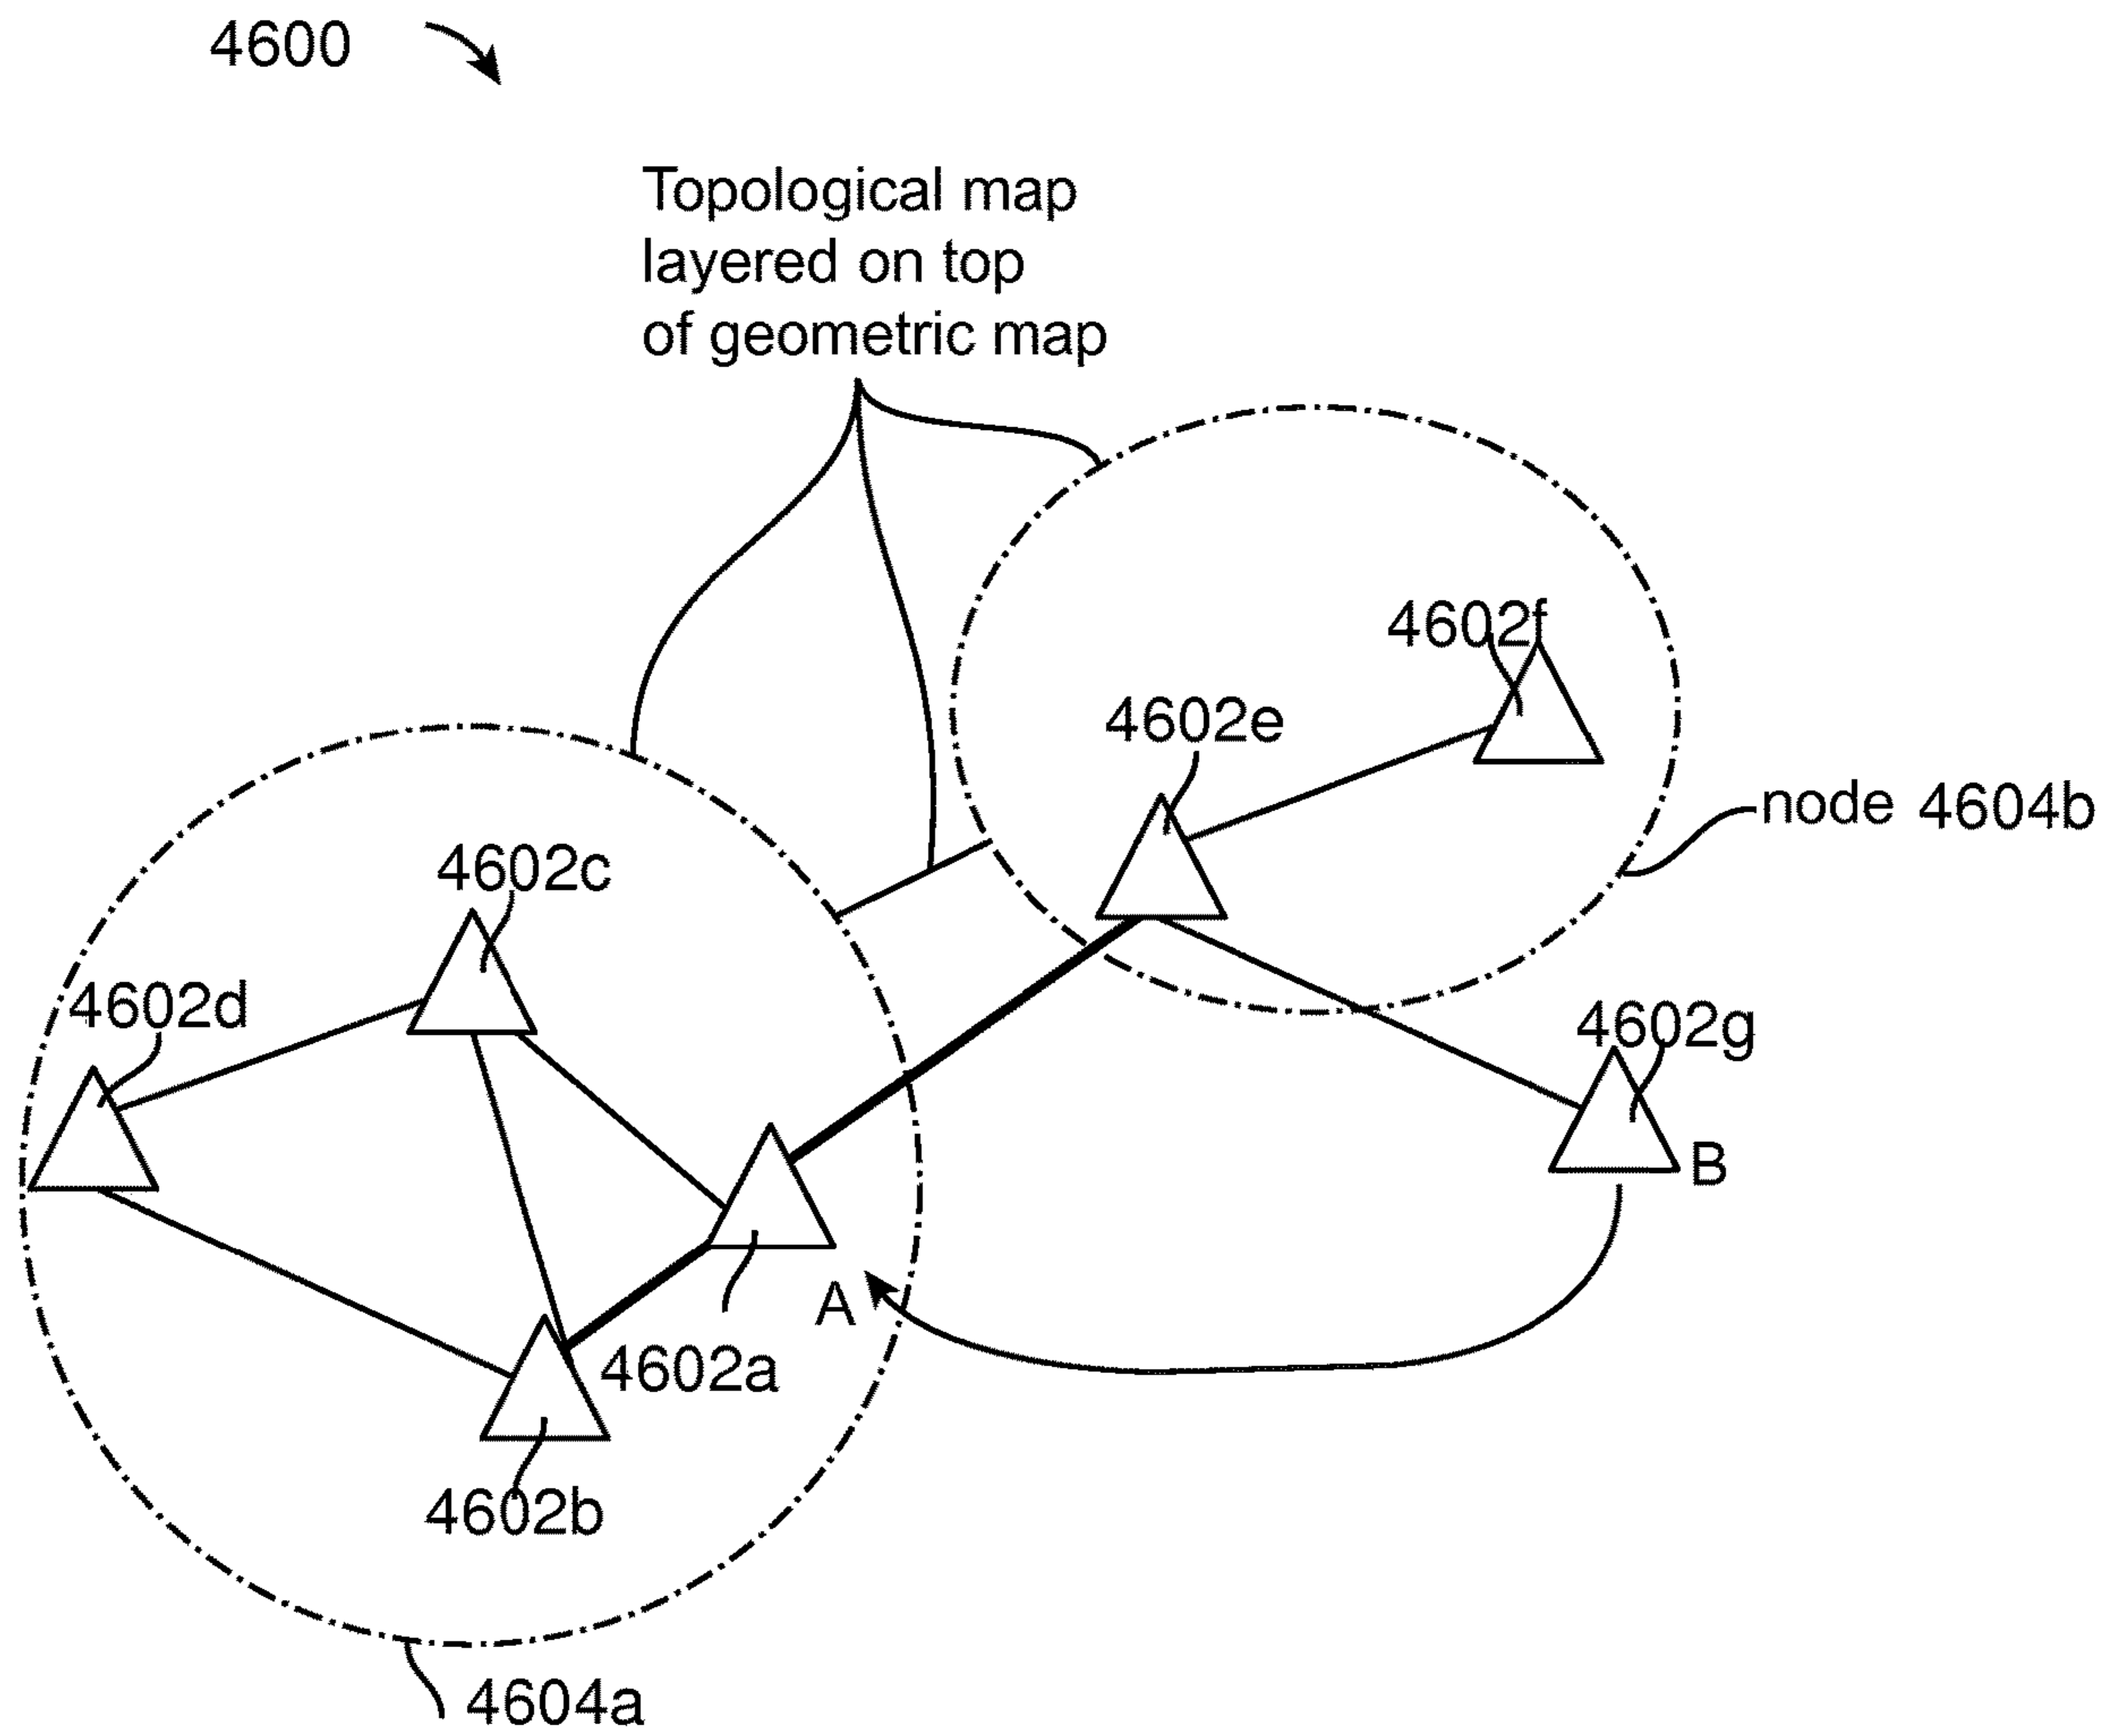 4600
Topological map
layered on top
of geometric map
4602f
4602e
node 4604b
4602c
4602d
4602g
B
A
4602a
4602b
4604a